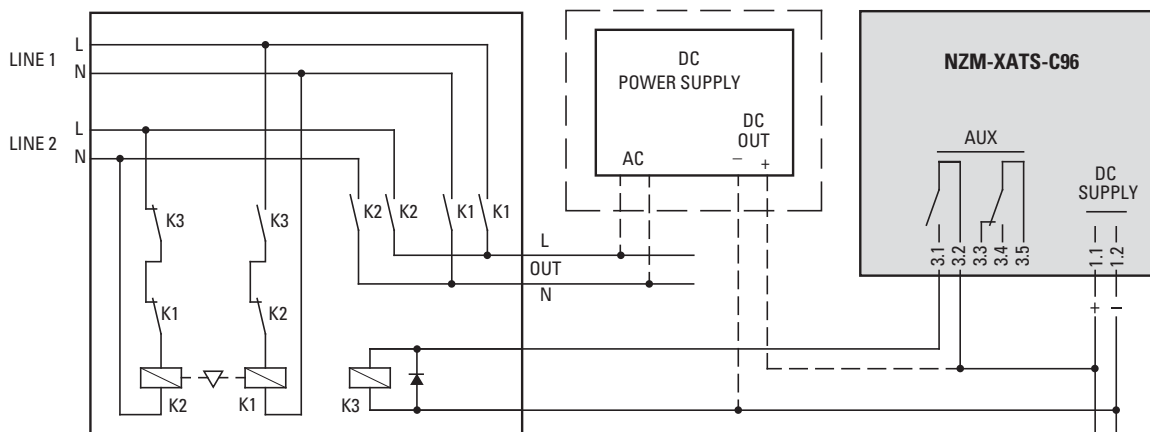 LINE 1
L
N
LINE 2
L
N
K3
K3
K2
K2
K1
K1
K1
K2
K2
K1
K3
L
OUT
N
DC
POWER SUPPLY
DC
OUT
AC
−
+
NZM-XATS-C96
AUX
DC
SUPPLY
3.1
3.2
3.3
3.4
3.5
1.1
1.2
+
−